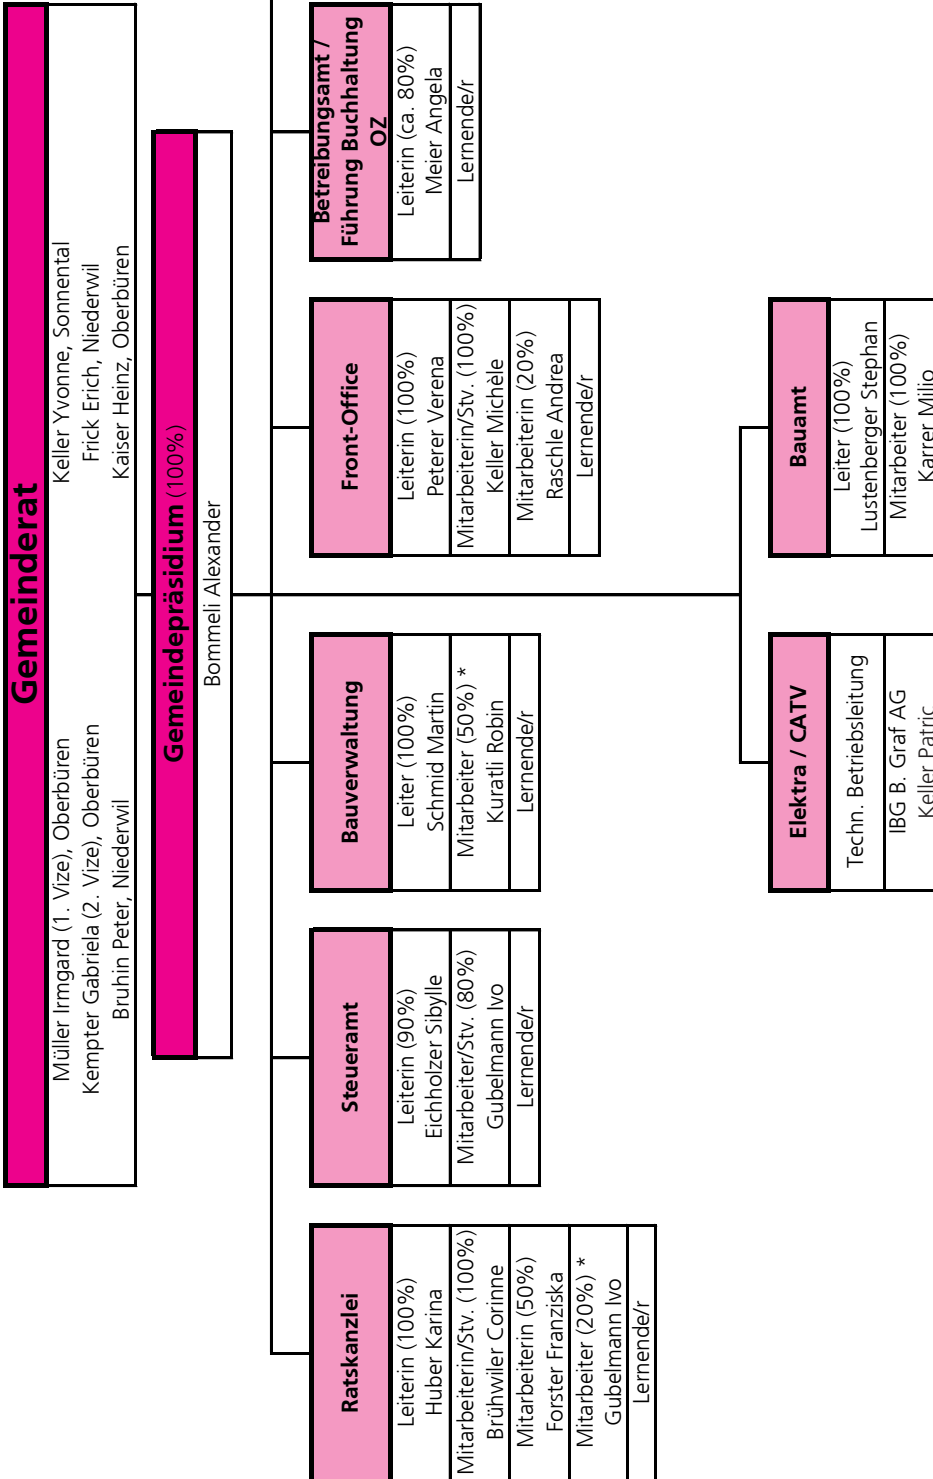 Gemeinderat
Müller Irmgard (1. Vize), Oberbüren
Kempter Gabriela (2. Vize), Oberbüren
Bruhin Peter, Niederwil
Keller Yvonne, Sonnental
Frick Erich, Niederwil
Kaiser Heinz, Oberbüren
Gemeindepräsidium (100%)
Bommeli Alexander
Ratskanzlei
Leiterin (100%)
Huber Karina
Mitarbeiterin/Stv. (100%)
Brühwiler Corinne
Mitarbeiterin (50%)
Forster Franziska
Mitarbeiter (20%) *
Gubelmann Ivo
Lernende/r
Steueramt
Leiterin (90%)
Eichholzer Sibylle
Mitarbeiter/Stv. (80%)
Gubelmann Ivo
Lernende/r
Bauverwaltung
Leiter (100%)
Schmid Martin
Mitarbeiter (50%) *
Kuratli Robin
Lernende/r
Front-Office
Leiterin (100%)
Peterer Verena
Mitarbeiterin/Stv. (100%)
Keller Michèle
Mitarbeiterin (20%)
Raschle Andrea
Lernende/r
Betreibungsamt /
Führung Buchhaltung
OZ
Leiterin (ca. 80%)
Meier Angela
Lernende/r
Elektra / CATV
Techn. Betriebsleitung
IBG B. Graf AG
Keller Patric
Bauamt
Leiter (100%)
Lustenberger Stephan
Mitarbeiter (100%)
Karrer Milio